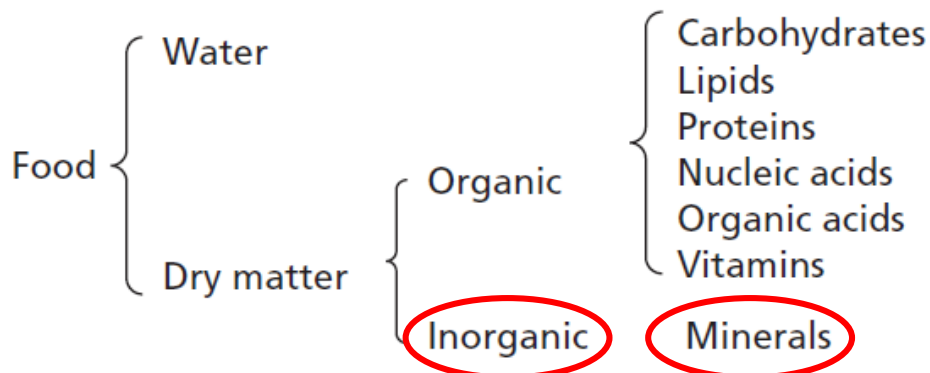 Food
Water
Dry matter
Organic
Inorganic
Carbohydrates
Lipids
Proteins
Nucleic acids
Organic acids
Vitamins
Minerals